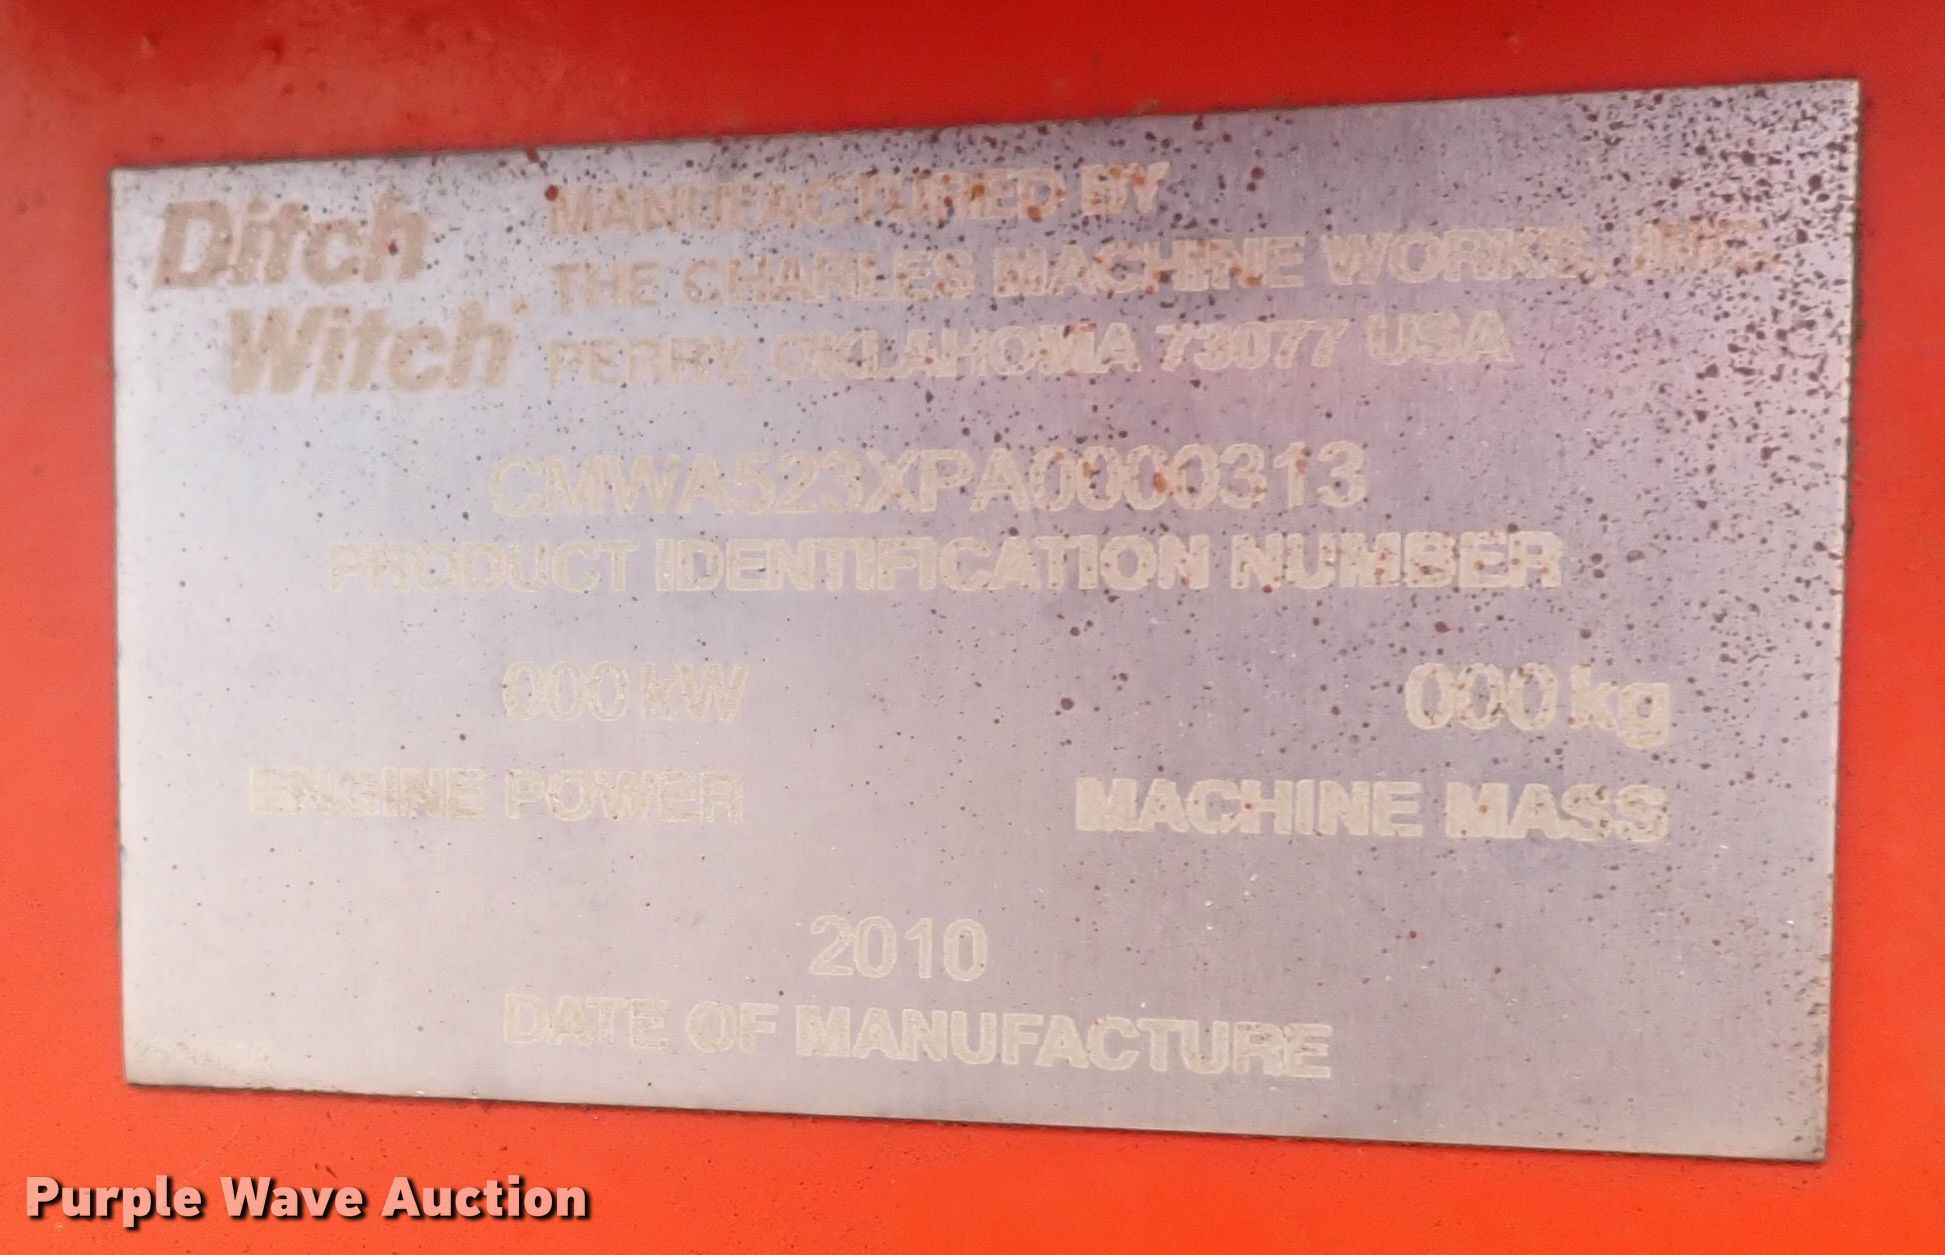 Ditch
Witch
MANUFACTURED BY
THE CHARLES MACHINE WORKS, INC.
PERRY, OKLAHOMA 73077 USA
CMWA523XPA0000313
PRODUCT IDENTIFICATION NUMBER
000 kW
ENGINE POWER
000 kg
MACHINE MASS
2010
DATE OF MANUFACTURE
Purple Wave Auction